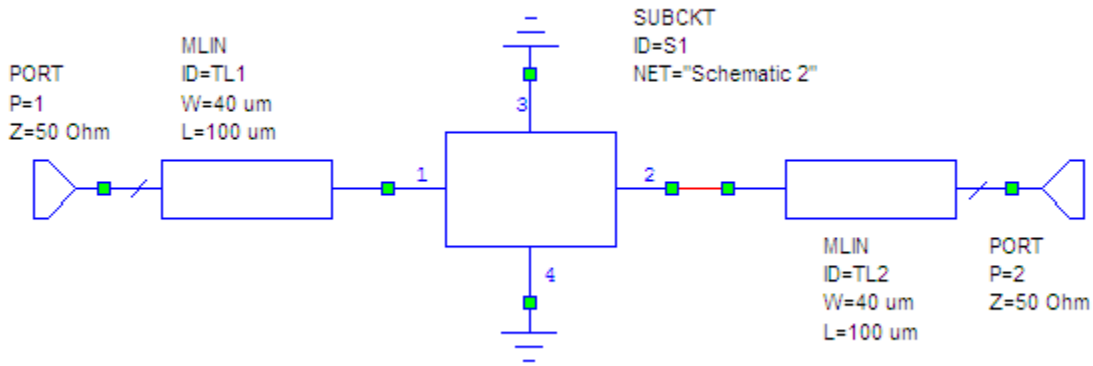 PORT
P=1
Z=50 Ohm
MLIN
ID=TL1
W=40 um
L=100 um
1
3
4
2
SUBCKT
ID=S1
NET="Schematic 2"
MLIN
ID=TL2
W=40 um
L=100 um
PORT
P=2
Z=50 Ohm